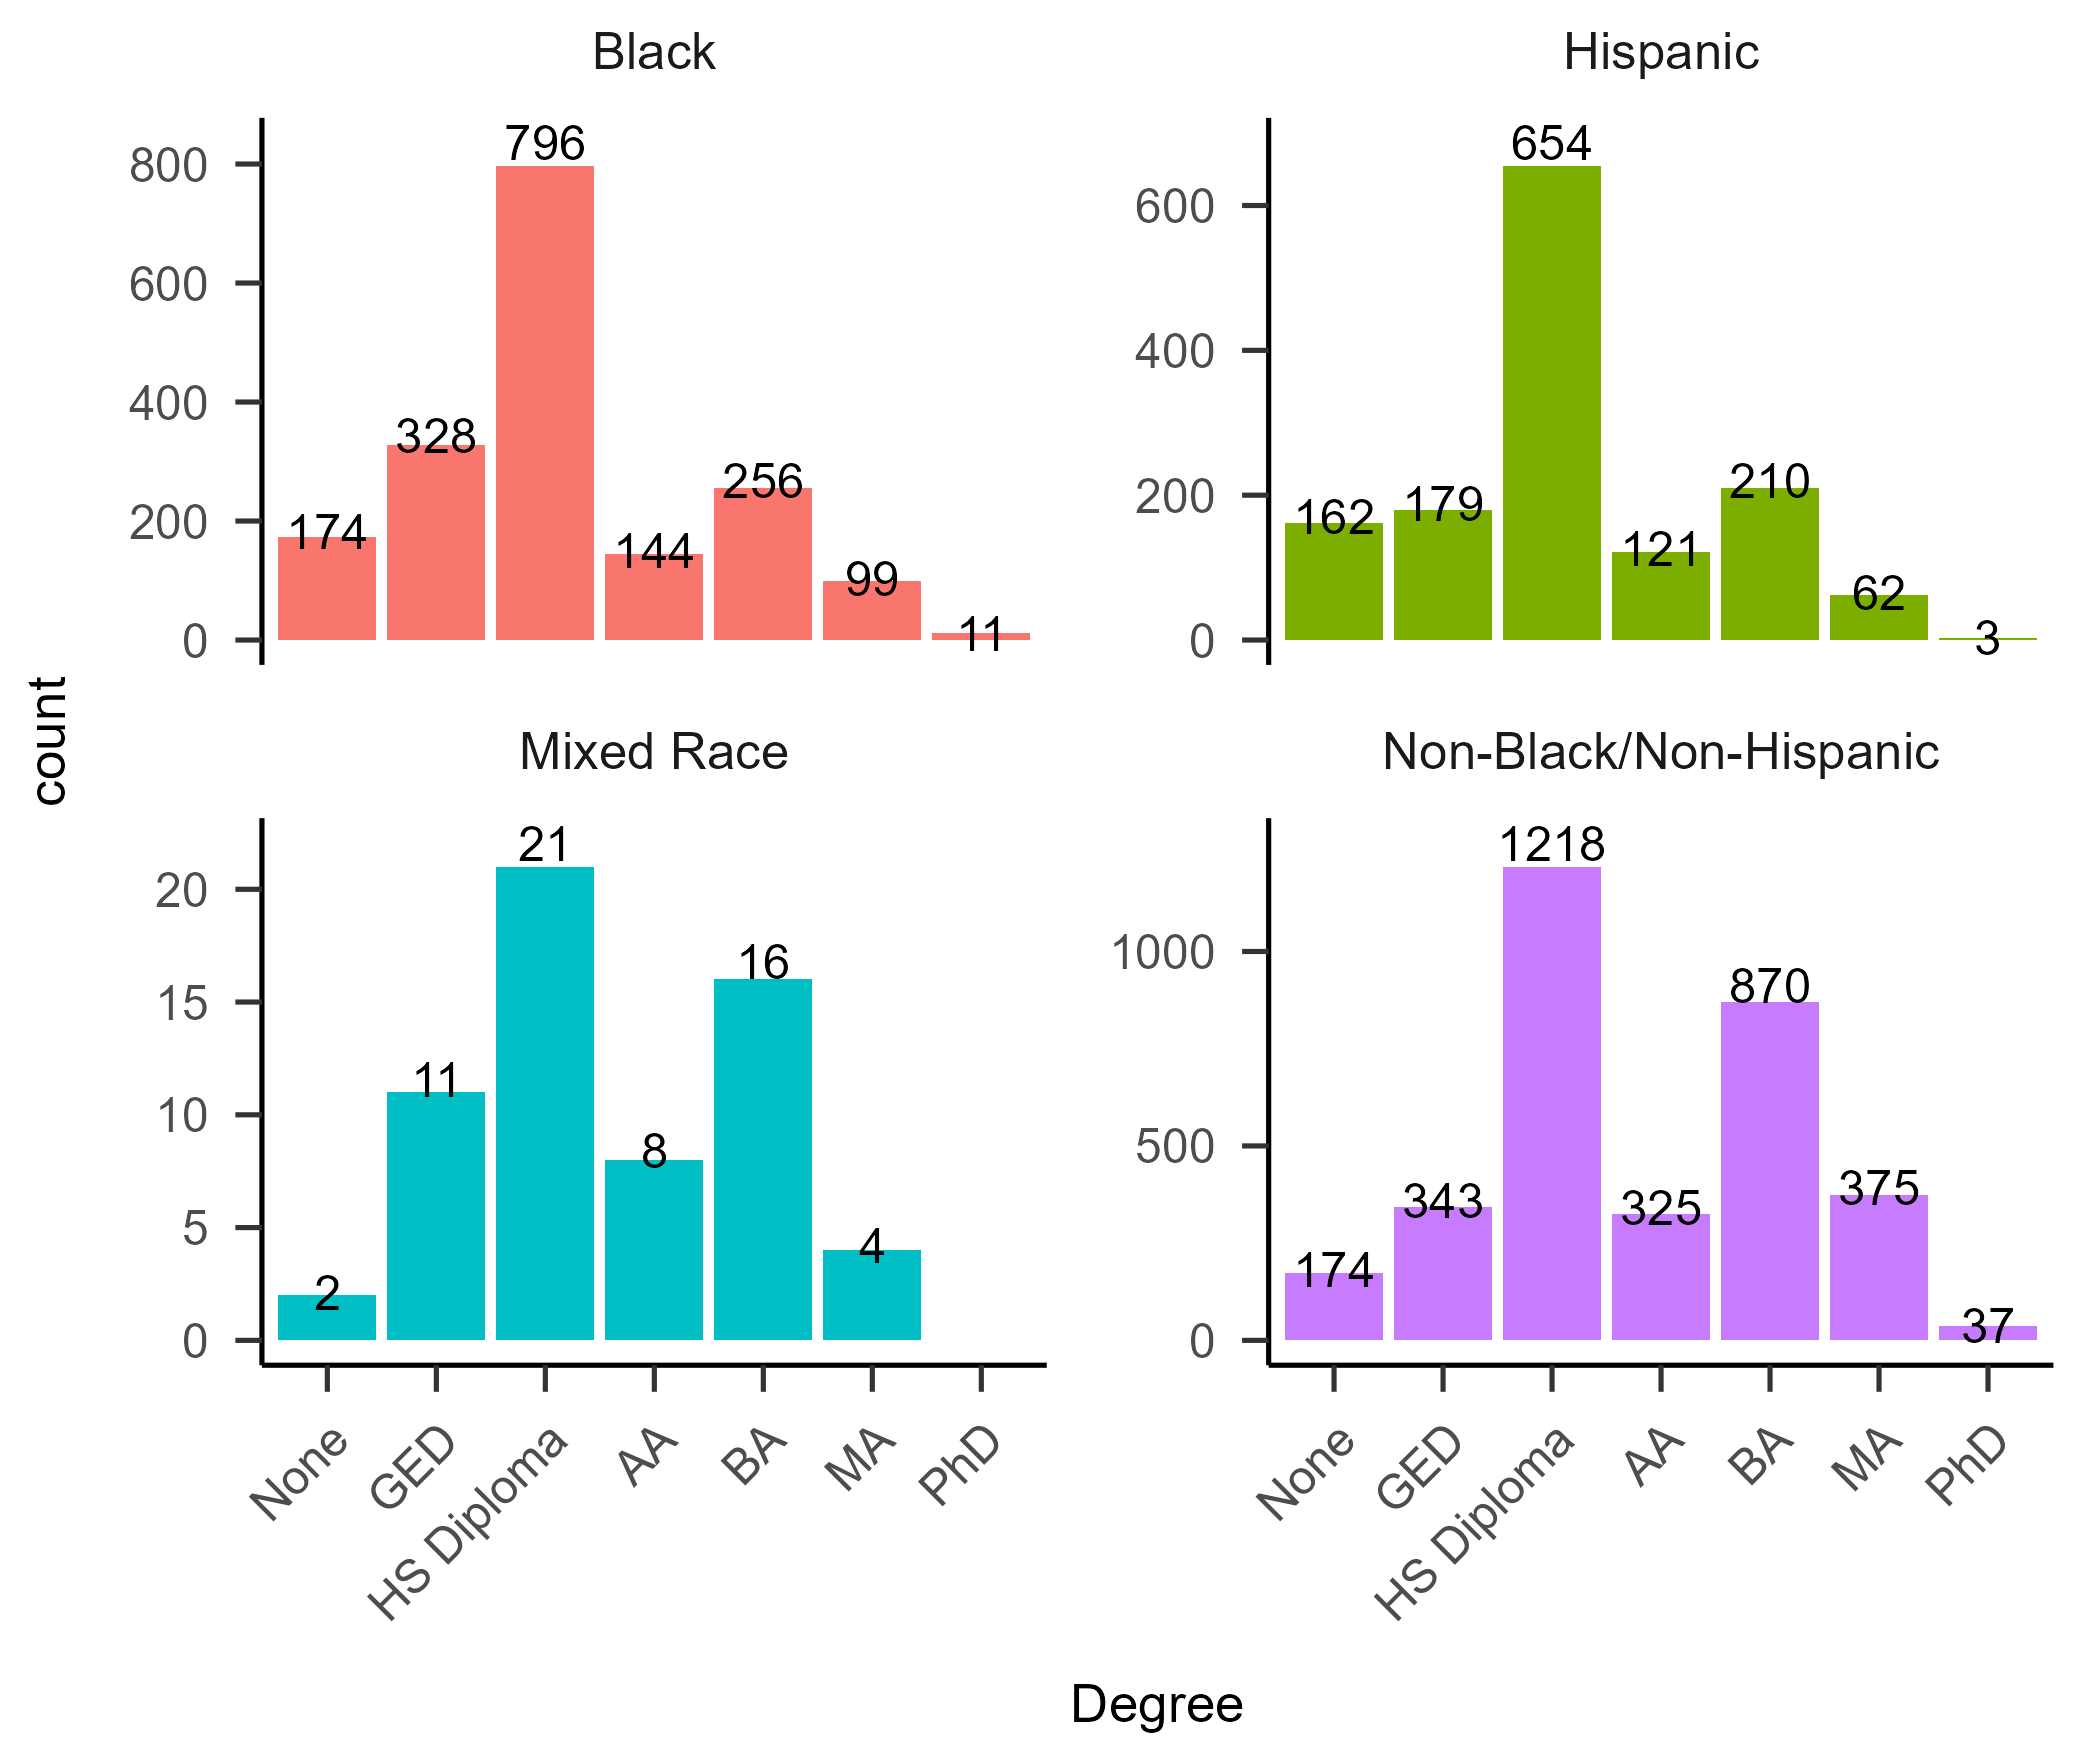 Black
Hispanic
800
600
400
200
0
174
328
796
144
256
99
11
600
400
200
0
162
179
654
121
210
62
3
count
Mixed Race
Non-Black/Non-Hispanic
20
15
10
5
0
2
11
21
8
16
4
1000
500
0
174
343
1218
325
870
375
37
None
GED
HS Diploma
AA
BA
MA
PhD
None
GED
HS Diploma
AA
BA
MA
PhD
Degree